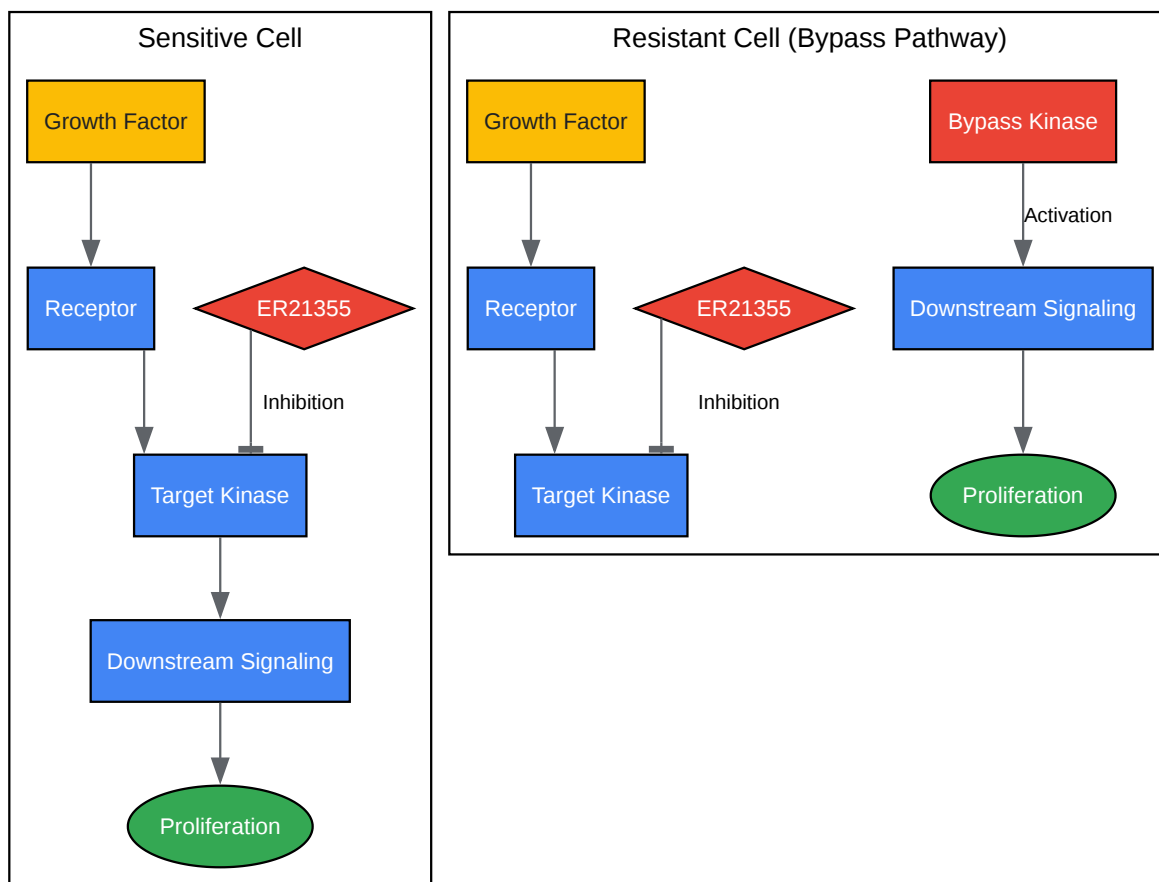 Sensitive Cell
Growth Factor
Receptor
ER21355
Inhibition
Target Kinase
Downstream Signaling
Proliferation
Resistant Cell (Bypass Pathway)
Growth Factor
Bypass Kinase
Activation
Receptor
ER21355
Downstream Signaling
Inhibition
Target Kinase
Proliferation